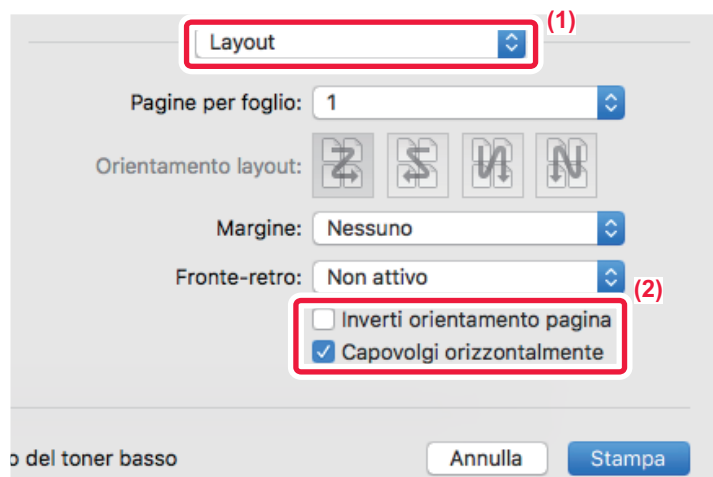 (1)
Layout
Pagine per foglio: 1
Orientamento layout:
Margine: Nessuno
Fronte-retro: Non attivo
(2)
Inverti orientamento pagina
Capovolgi orizzontalmente
o del toner basso Annulla Stampa